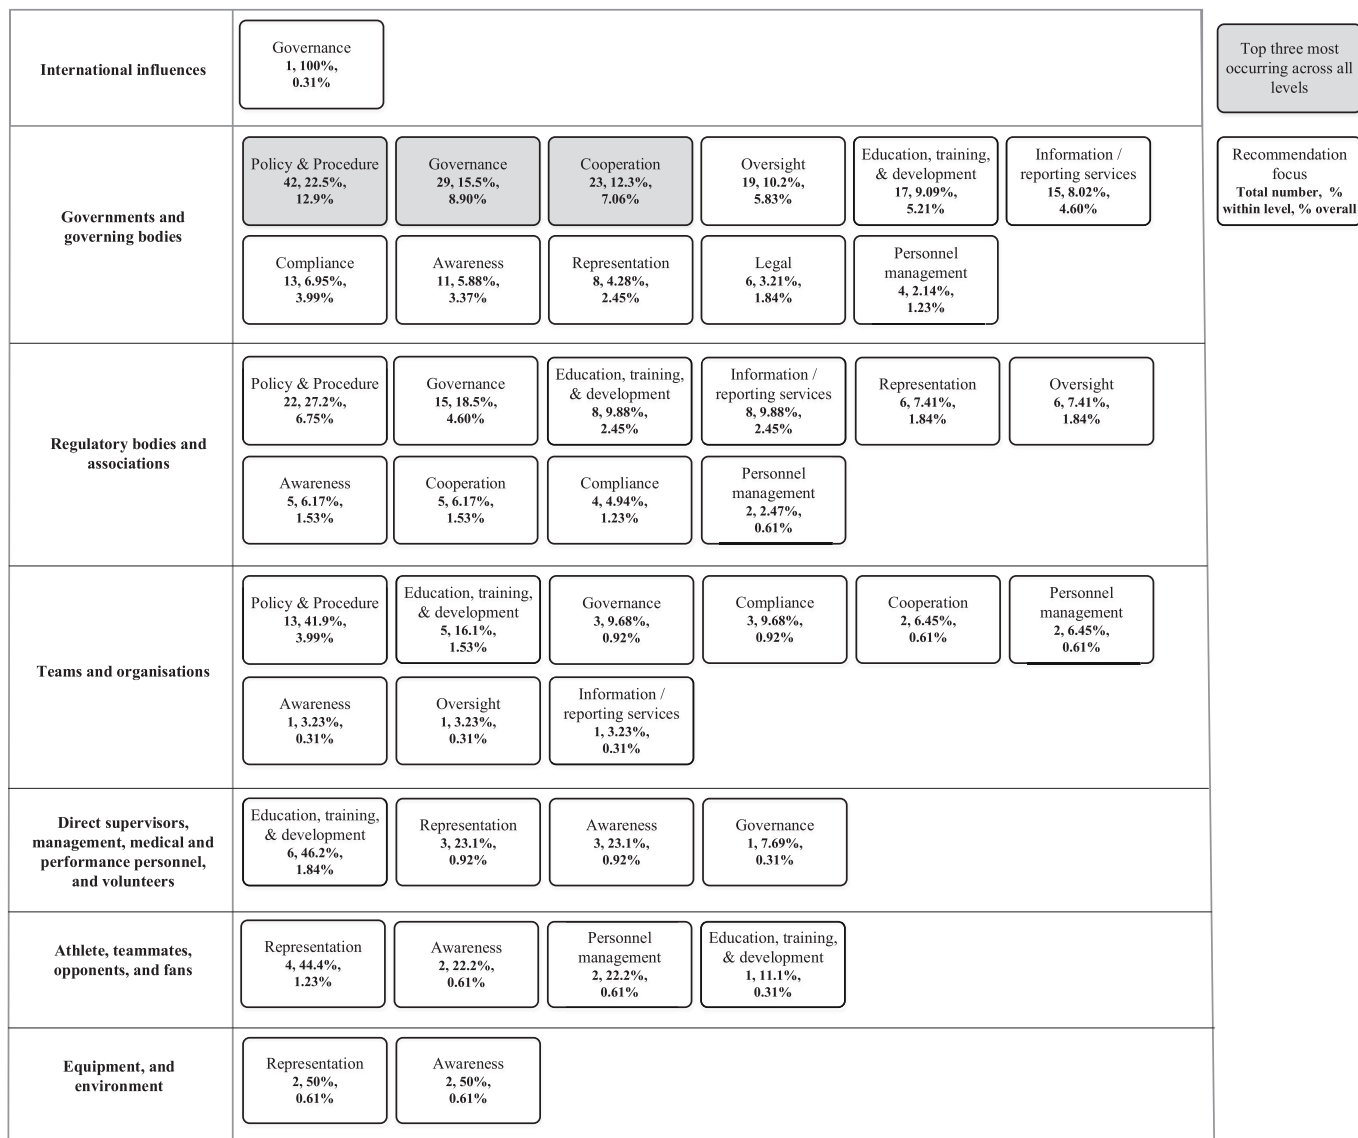 International influences
Governance
1, 100%,
0.31%
Top three most
occurring across all
levels
Recommendation
focus
Total number, %
within level, % overall
Governments and
governing bodies
Policy & Procedure
42, 22.5%,
12.9%
Governance
29, 15.5%,
8.90%
Cooperation
23, 12.3%,
7.06%
Oversight
19, 10.2%,
5.83%
Education, training,
& development
17, 9.09%,
5.21%
Information /
reporting services
15, 8.02%,
4.60%
Compliance
13, 6.95%,
3.99%
Awareness
11, 5.88%,
3.37%
Representation
8, 4.28%,
2.45%
Legal
6, 3.21%,
1.84%
Personnel
management
4, 2.14%,
1.23%
Regulatory bodies and
associations
Policy & Procedure
22, 27.2%,
6.75%
Governance
15, 18.5%,
4.60%
Education, training,
& development
8, 9.88%,
2.45%
Information /
reporting services
8, 9.88%,
2.45%
Representation
6, 7.41%,
1.84%
Oversight
6, 7.41%,
1.84%
Awareness
5, 6.17%,
1.53%
Cooperation
5, 6.17%,
1.53%
Compliance
4, 4.94%,
1.23%
Personnel
management
2, 2.47%,
0.61%
Teams and organisations
Policy & Procedure
13, 41.9%,
3.99%
Education, training,
& development
5, 16.1%,
1.53%
Governance
3, 9.68%,
0.92%
Compliance
3, 9.68%,
0.92%
Cooperation
2, 6.45%,
0.61%
Personnel
management
2, 6.45%,
0.61%
Awareness
1, 3.23%,
0.31%
Oversight
1, 3.23%,
0.31%
Information /
reporting services
1, 3.23%,
0.31%
Direct supervisors,
management, medical and
performance personnel,
and volunteers
Education, training,
& development
6, 46.2%,
1.84%
Representation
3, 23.1%,
0.92%
Awareness
3, 23.1%,
0.92%
Governance
1, 7.69%,
0.31%
Athlete, teammates,
opponents, and fans
Representation
4, 44.4%,
1.23%
Awareness
2, 22.2%,
0.61%
Personnel
management
2, 22.2%,
0.61%
Education, training,
& development
1, 11.1%,
0.31%
Equipment, and
environment
Representation
2, 50%,
0.61%
Awareness
2, 50%,
0.61%